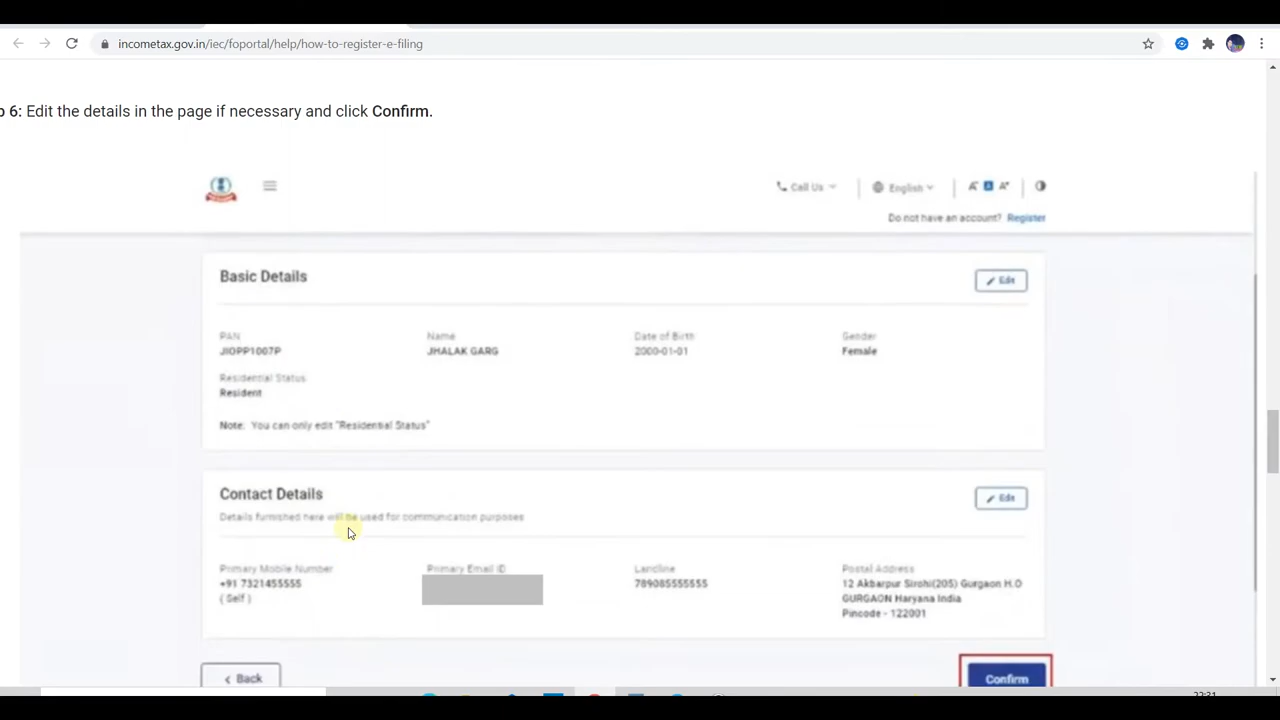 incometax.gov.in/iec/foportal/help/how-to-register-e-filing
6: Edit the details in the page if necessary and click Confirm.
Call Us
English
A- A A+
Do not have an account? Register
Basic Details
Edit
PAN Name Date of Birth Gender
JIOPP1007P JHALAK GARG 2000-01-01 Female
Residential Status
Resident
Note: You can only edit "Residential Status"
Contact Details
Edit
Details furnished here will be used for communication purposes
Primary Mobile Number Primary Email ID Landline Postal Address
+91 7321455555 789085555555 12 Akbarpur Sirohi(205) Gurgaon H.O
( Self ) GURGAON Haryana India
Pincode - 122001
Back
Confirm